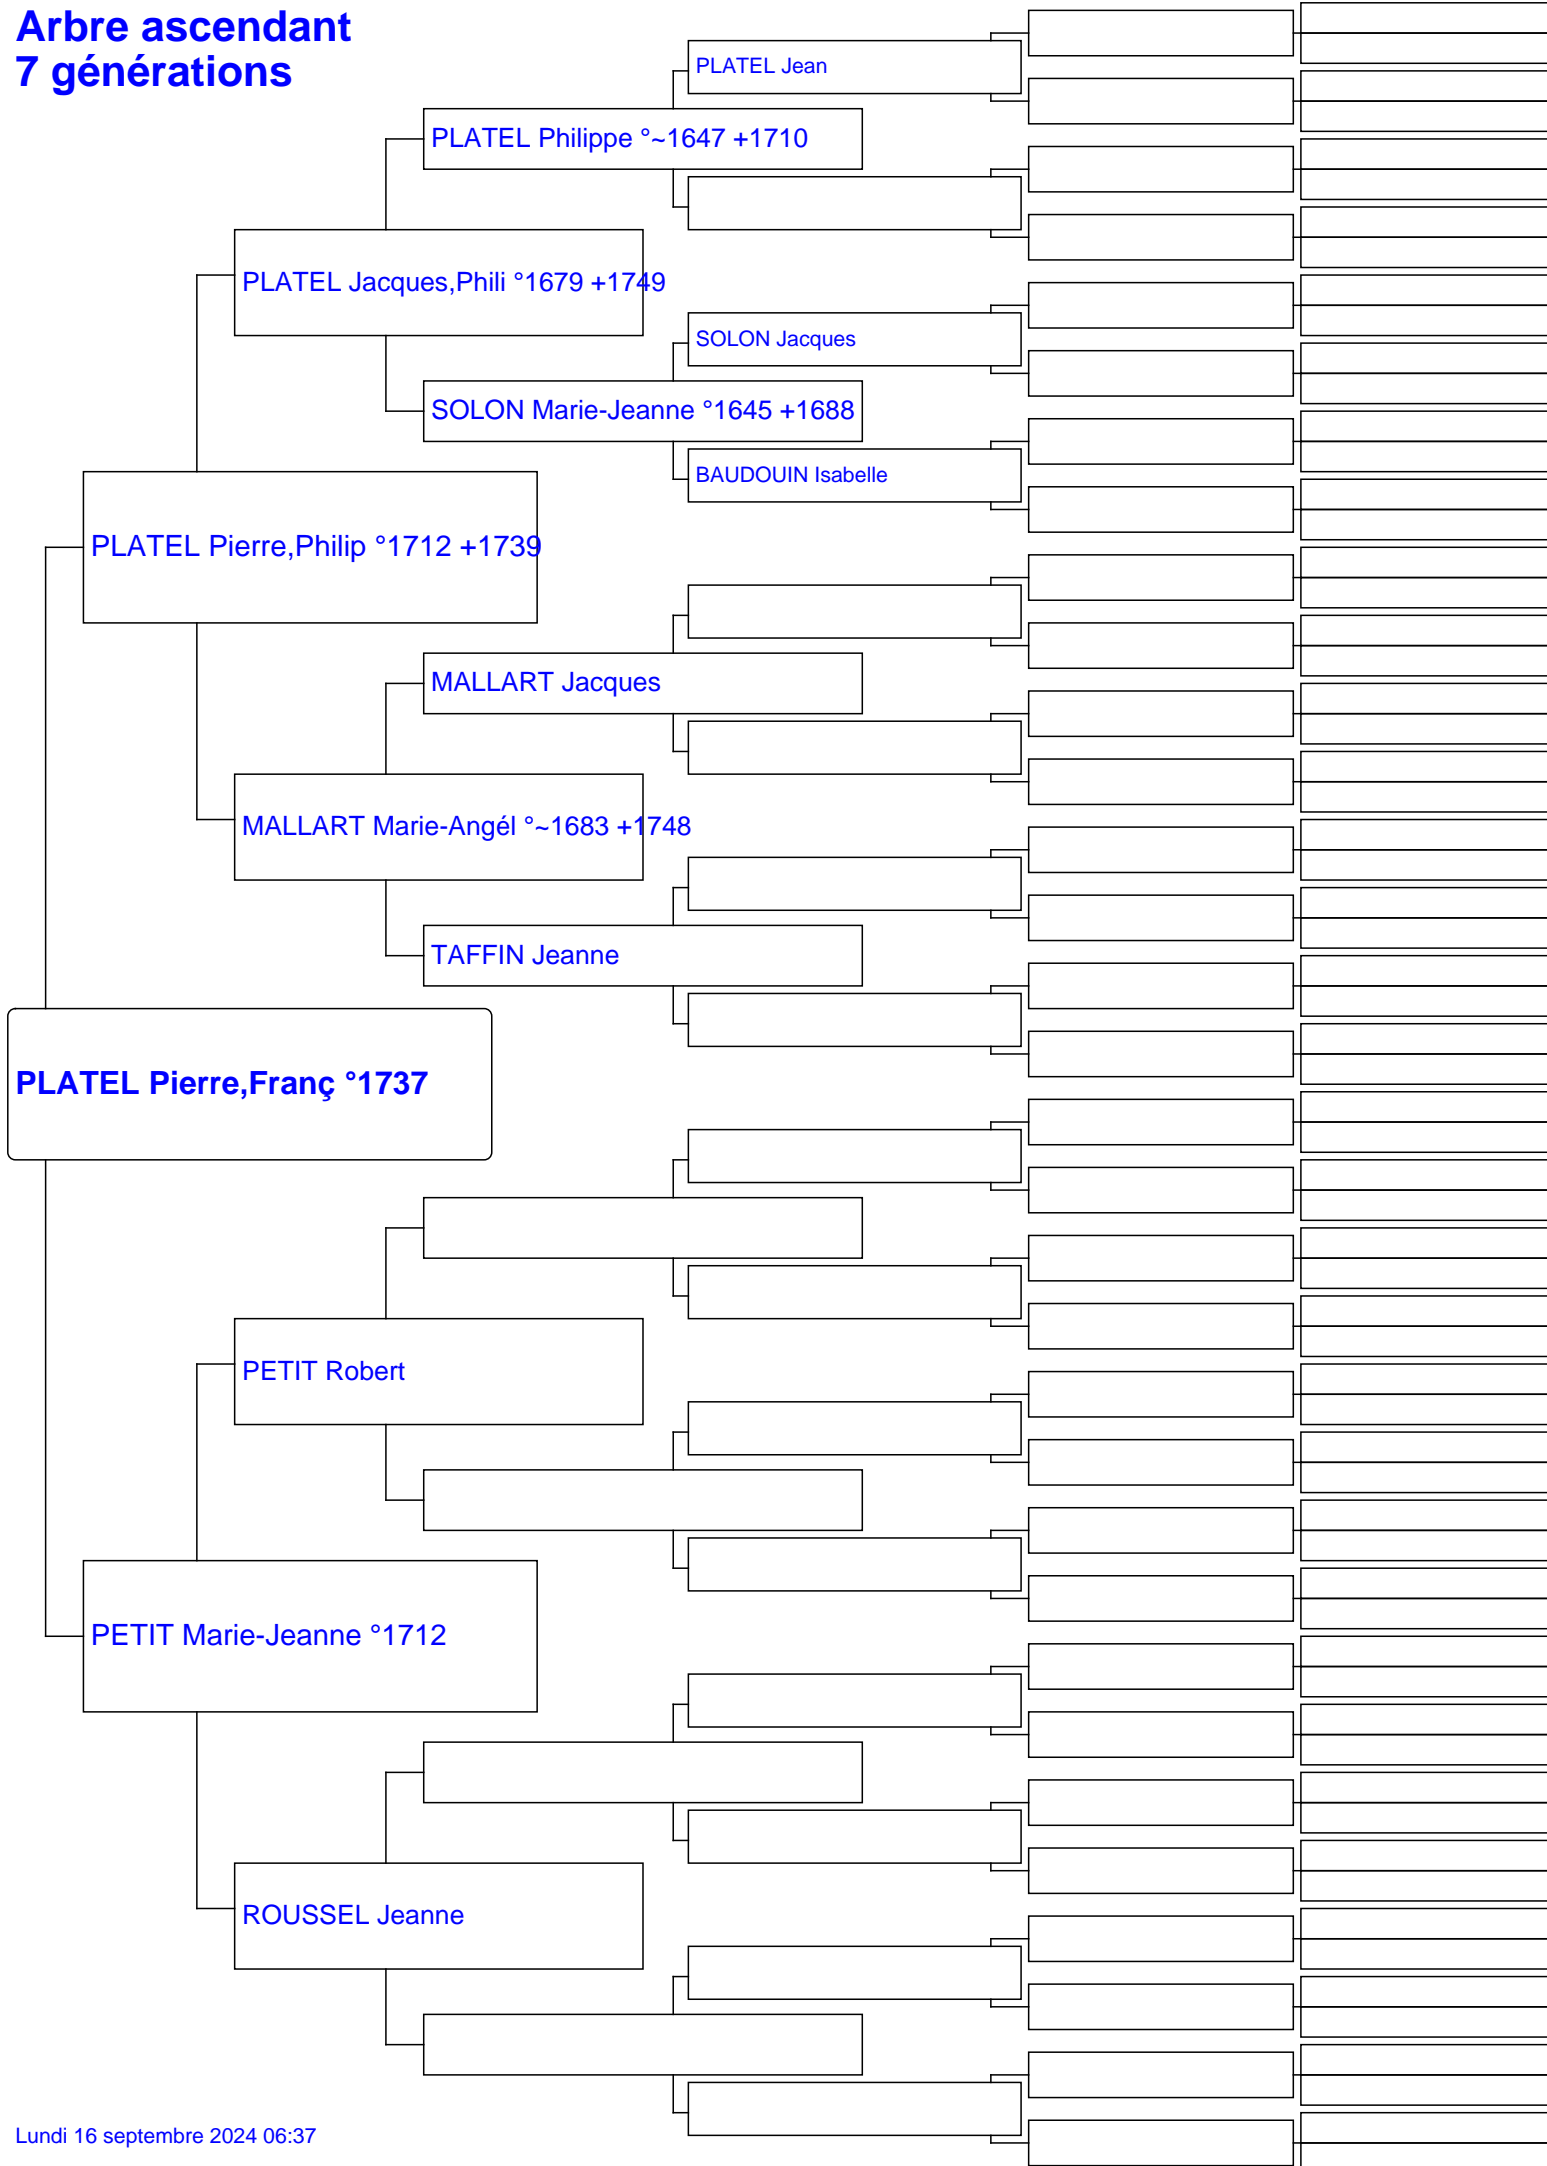 Arbre ascendant
7 générations
PLATEL Jean
PLATEL Philippe °~1647 +1710
PLATEL Jacques,Phili °1679 +1749
SOLON Jacques
SOLON Marie-Jeanne °1645 +1688
BAUDOUIN Isabelle
PLATEL Pierre,Philip °1712 +1739
MALLART Jacques
MALLART Marie-Angél °~1683 +1748
TAFFIN Jeanne
PLATEL Pierre,Franç °1737
PETIT Robert
PETIT Marie-Jeanne °1712
ROUSSEL Jeanne
Lundi 16 septembre 2024 06:37